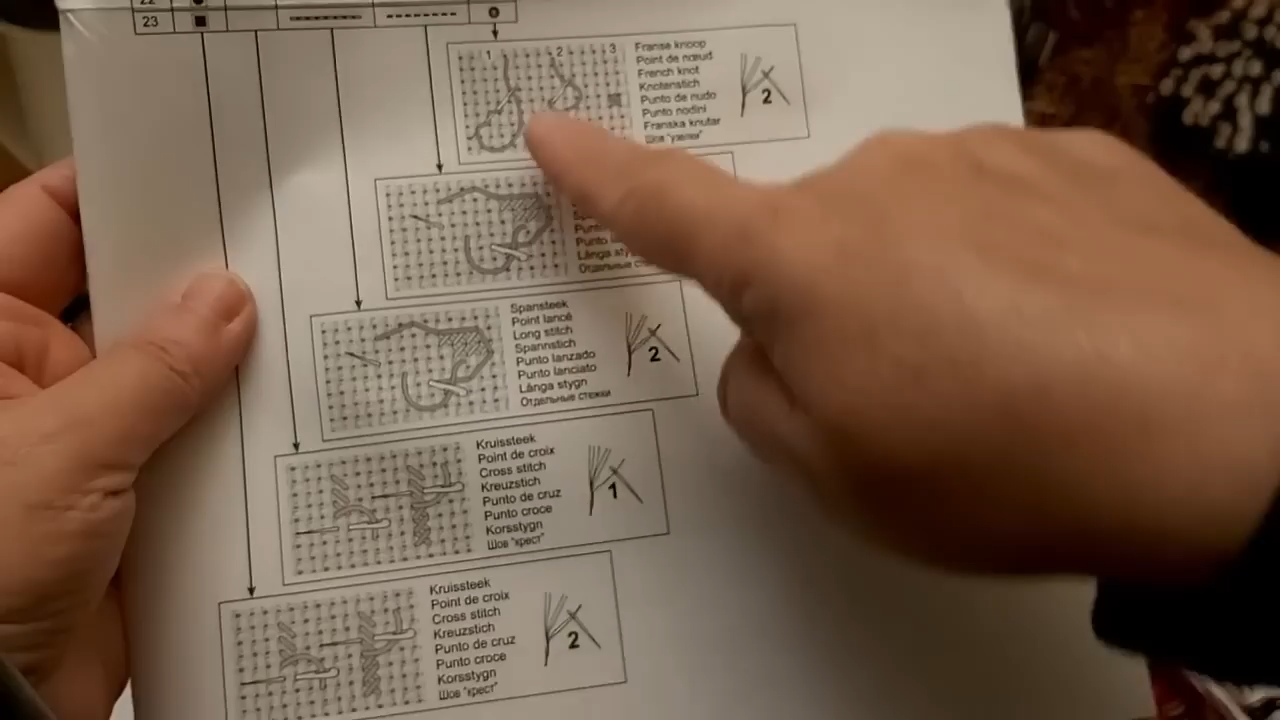 23
1 2 3
Franse knoop
Point de nœud
French knot
Knotenstich
Punto de nudo
Punto nodini
Franska knutar
Шов "узелки"
2
Punto
Långa
Отдельные
Spansteek
Point lancé
Long stitch
Spannstich
Punto lanzado
Punto lanciato
Långa stygn
Отдельные стежки
2
Kruissteek
Point de croix
Cross stitch
Kreuzstich
Punto de cruz
Punto croce
Korsstygn
Шов "крест"
1
Kruissteek
Point de croix
Cross stitch
Kreuzstich
Punto de cruz
Punto croce
Korsstygn
Шов "крест"
2